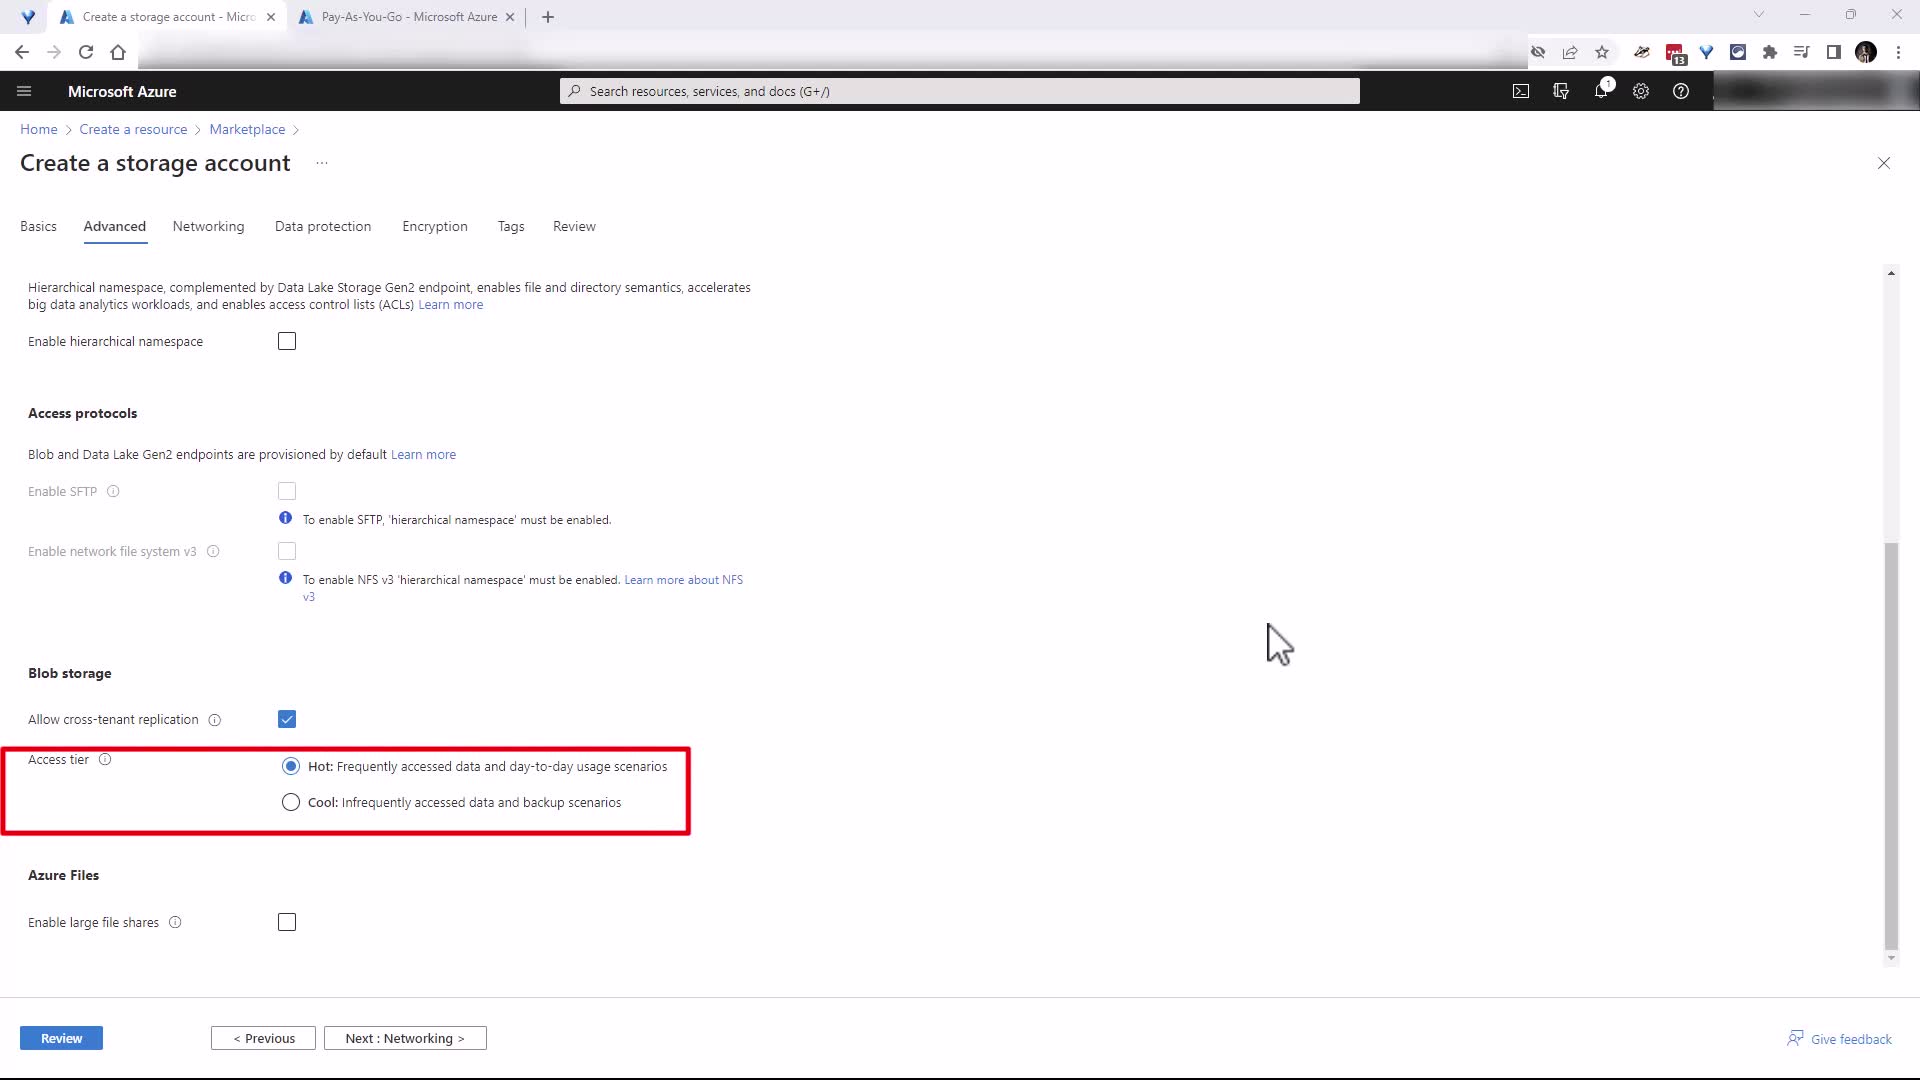 Create a storage account - Micro
Pay-As-You-Go - Microsoft Azure
13
Microsoft Azure
Search resources, services, and docs (G+/)
1
Home > Create a resource > Marketplace >
Create a storage account ...
Basics Advanced Networking Data protection Encryption Tags Review
Hierarchical namespace, complemented by Data Lake Storage Gen2 endpoint, enables file and directory semantics, accelerates
big data analytics workloads, and enables access control lists (ACLs) Learn more
Enable hierarchical namespace
Access protocols
Blob and Data Lake Gen2 endpoints are provisioned by default Learn more
Enable SFTP
To enable SFTP, 'hierarchical namespace' must be enabled.
Enable network file system v3
To enable NFS v3 'hierarchical namespace' must be enabled. Learn more about NFS
v3
Blob storage
Allow cross-tenant replication
Access tier
Hot: Frequently accessed data and day-to-day usage scenarios
Cool: Infrequently accessed data and backup scenarios
Azure Files
Enable large file shares
Review
< Previous
Next : Networking >
Give feedback